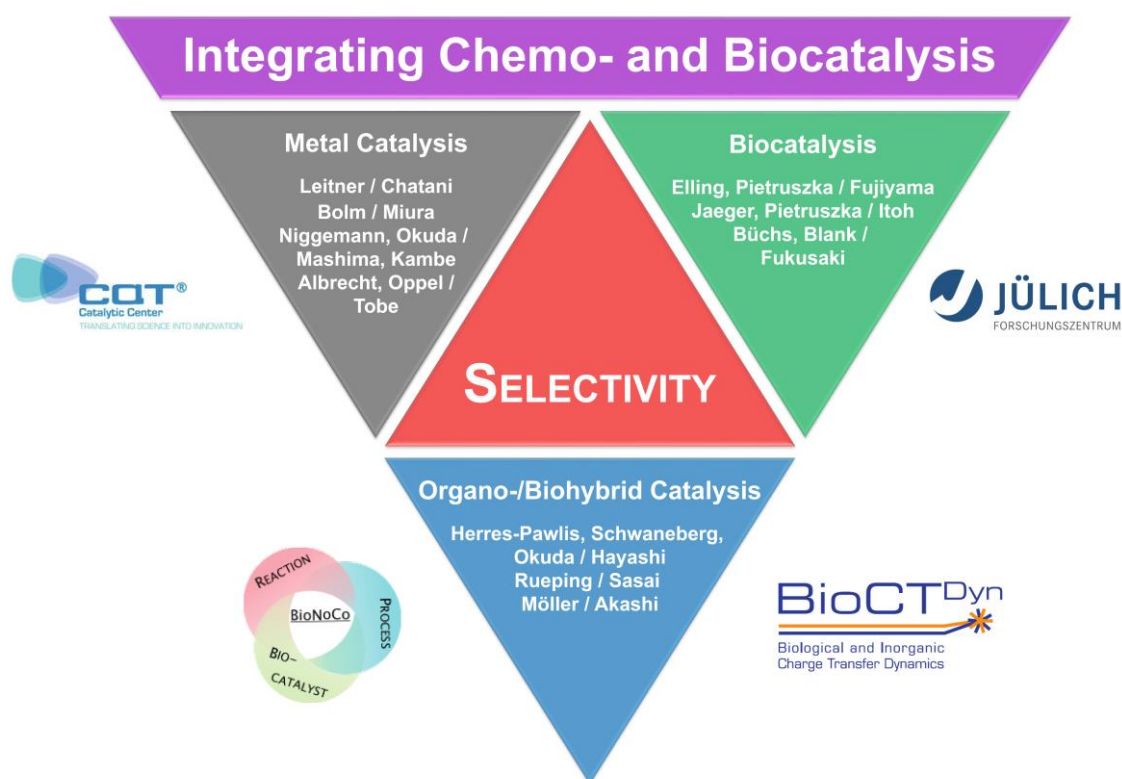 Integrating Chemo- and Biocatalysis
Metal Catalysis
Leitner / Chatani
Bolm / Miura
Niggemann, Okuda /
Mashima, Kambe
Albrecht, Oppel /
Tobe
Biocatalysis
Elling, Pietruszka / Fujiyama
Jaeger, Pietruszka / Itoh
Büchs, Blank /
Fukusaki
CAT®
Catalytic Center
TRANSLATING SCIENCE INTO INNOVATION
JÜLICH
FORSCHUNGSZENTRUM
SELECTIVITY
Organo-/Biohybrid Catalysis
Herres-Pawlis, Schwaneberg,
Okuda / Hayashi
Rueping / Sasai
Möller / Akashi
REACTION
BioNoCo
PROCESS
BIO-
CATALYST
BioCT Dyn
Biological and Inorganic
Charge Transfer Dynamics